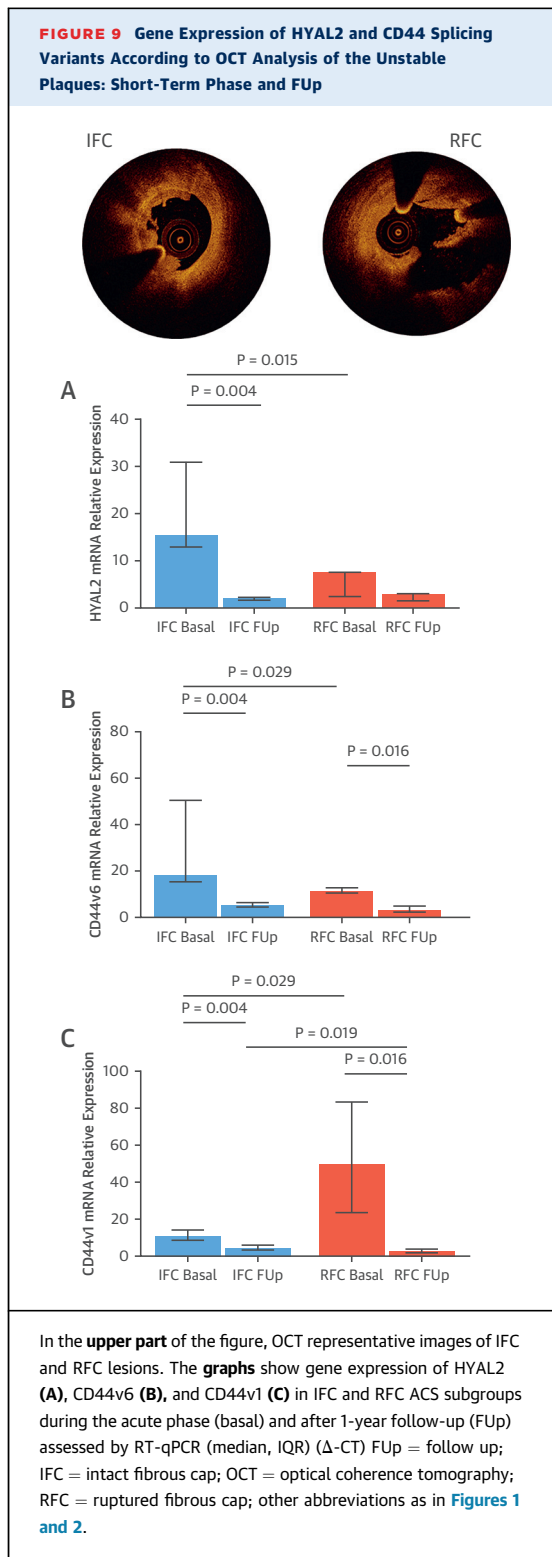 FIGURE 9 Gene Expression of HYAL2 and CD44 Splicing
Variants According to OCT Analysis of the Unstable
Plaques: Short-Term Phase and FUp
IFC
RFC
P = 0.015
P = 0.004
A
HYAL2 mRNA Relative Expression
40
30
20
10
0
IFC Basal
IFC FUp
RFC Basal
RFC FUp
P = 0.029
P = 0.004
P = 0.016
B
CD44v6 mRNA Relative Expression
80
60
40
20
0
IFC Basal
IFC FUp
RFC Basal
RFC FUp
P = 0.029
P = 0.004
P = 0.019
P = 0.016
C
CD44v1 mRNA Relative Expression
100
80
60
40
20
0
IFC Basal
IFC FUp
RFC Basal
RFC FUp
In the upper part of the figure, OCT representative images of IFC
and RFC lesions. The graphs show gene expression of HYAL2
(A), CD44v6 (B), and CD44v1 (C) in IFC and RFC ACS subgroups
during the acute phase (basal) and after 1-year follow-up (FUp)
assessed by RT-qPCR (median, IQR) (Δ-CT) FUp = follow up;
IFC = intact fibrous cap; OCT = optical coherence tomography;
RFC = ruptured fibrous cap; other abbreviations as in Figures 1
and 2.